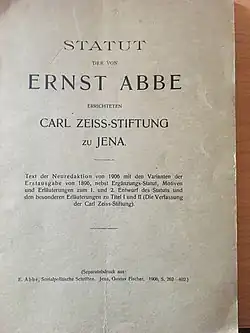 STATUT
DER VON
ERNST ABBE
ERRICHTETEN
CARL ZEISS-STIFTUNG
ZU JENA.
Text der Neuredaktion von 1906 mit den Varianten der
Erstausgabe von 1896, nebst Ergänzungs-Statut, Motiven
und Erläuterungen zum 1. und 2. Entwurf des Statuts und
den besonderen Erläuterungen zu Titel I und II (Die Verfassung
der Carl Zeiss-Stiftung).
(Separatabdruck aus:
E. Abbe, Sozialpolitische Schriften. Jena, Gustav Fischer, 1906, S. 262-402.)